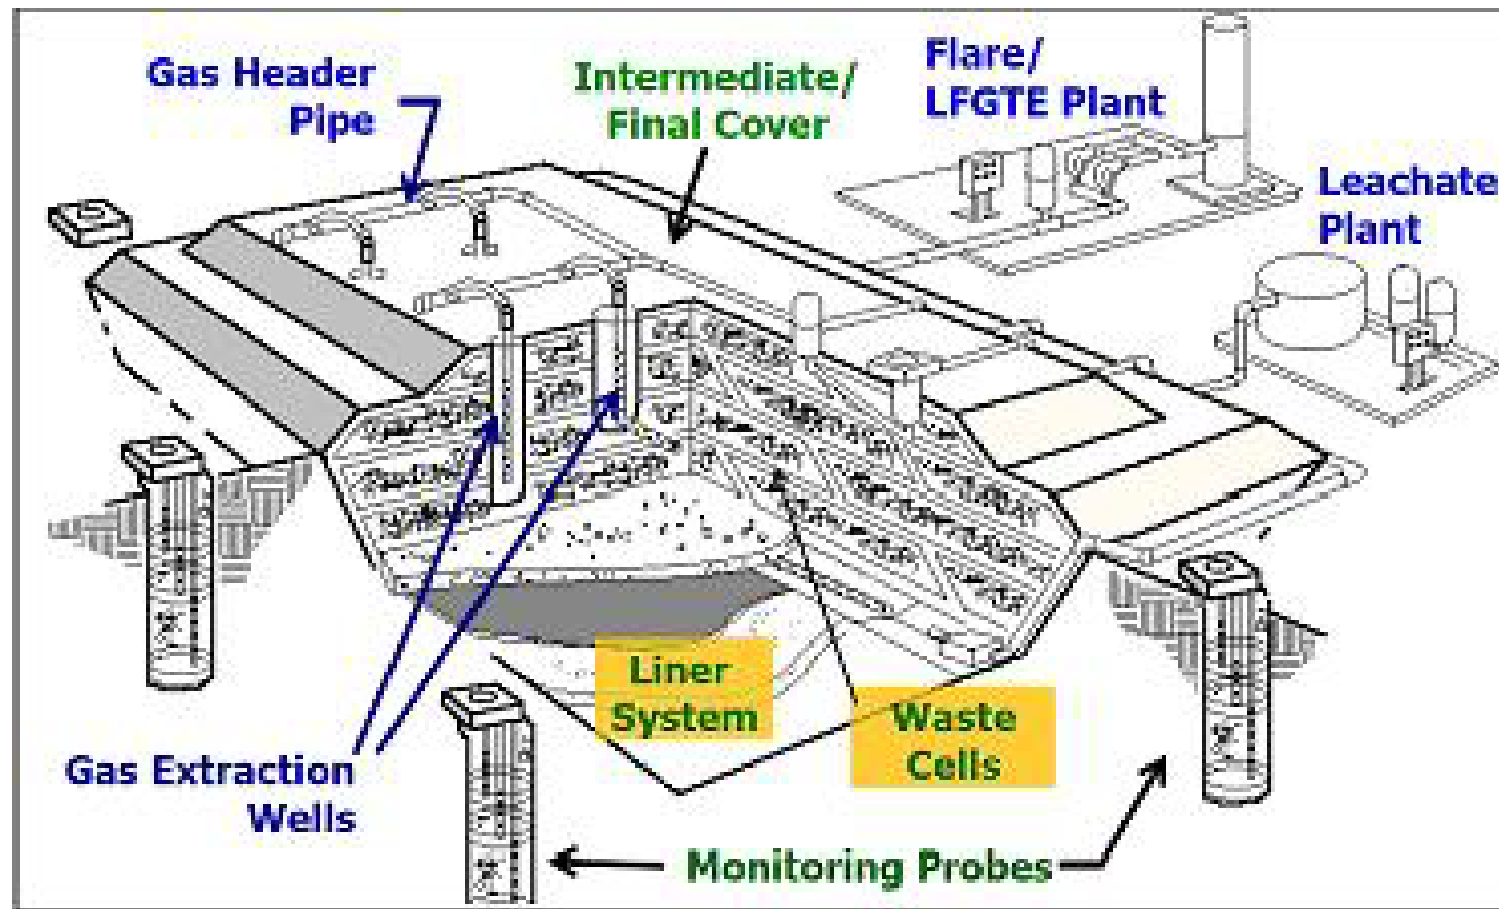 Gas Header
Pipe
Intermediate/
Final Cover
Flare/
LFGTE Plant
Leachate
Plant
Liner
System
Waste
Cells
Gas Extraction
Wells
Monitoring Probes